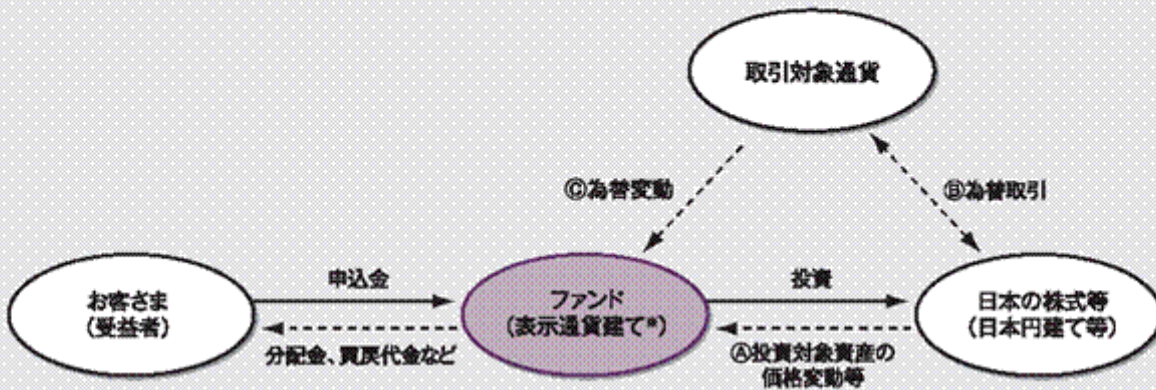 取引対象通貨
Ⓒ為替変動
Ⓑ為替取引
お客さま
(受益者)
申込金
分配金、買戻代金など
ファンド
(表示通貨建て*)
投資
Ⓐ投資対象資産の
価格変動等
日本の株式等
(日本円建て等)